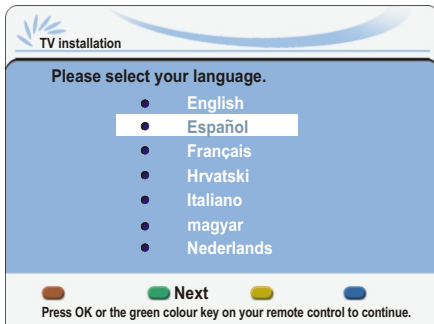 TV installation
Please select your language.
English
Español
Français
Hrvatski
Italiano
magyar
Nederlands
Next
Press OK or the green colour key on your remote control to continue.